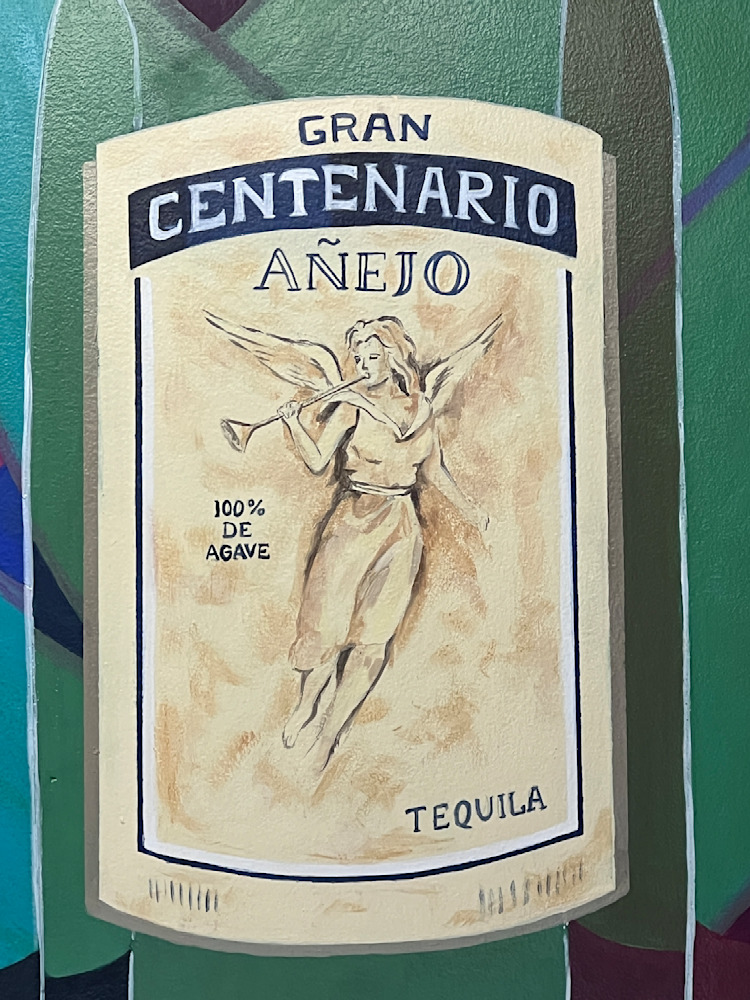 GRAN
CENTENARIO
AÑEJO
100%
DE
AGAVE
TEQUILA